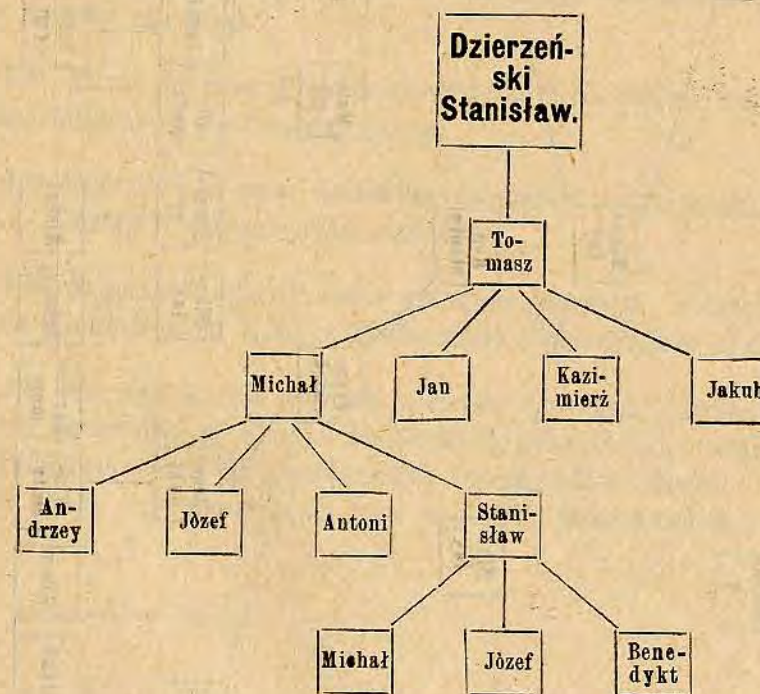 Dzierzeń-
ski
Stanisław.
To-
masz
Michał
Jan
Kazi-
mierż
Jakub
An-
drzey
Jòzef
Antoni
Stani-
sław
Michał
Jòzef
Bene-
dykt